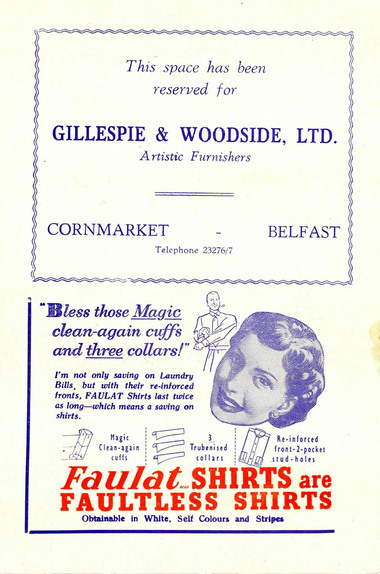 This space has been
reserved for
GILLESPIE & WOODSIDE, LTD.
Artistic Furnishers
CORNMARKET - BELFAST
Telephone 23276/7
"Bless those Magic
clean-again cuffs
and three collars!"
I'm not only saving on Laundry
Bills, but with their re-inforced
fronts, FAULAT Shirts last twice
as long—which means a saving on
shirts.
Magic
Clean-again
cuffs
3
Trubenised
collars
Re-inforced
front-2-pocket
stud-holes
Faulat SHIRTS are
FAULTLESS SHIRTS
Obtainable in White, Self Colours and Stripes